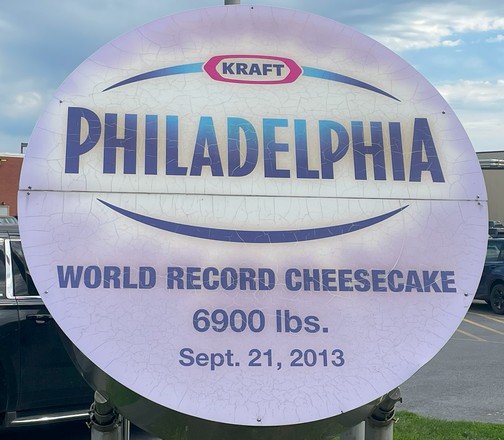 KRAFT
PHILADELPHIA
WORLD RECORD CHEESECAKE
6900 lbs.
Sept. 21, 2013